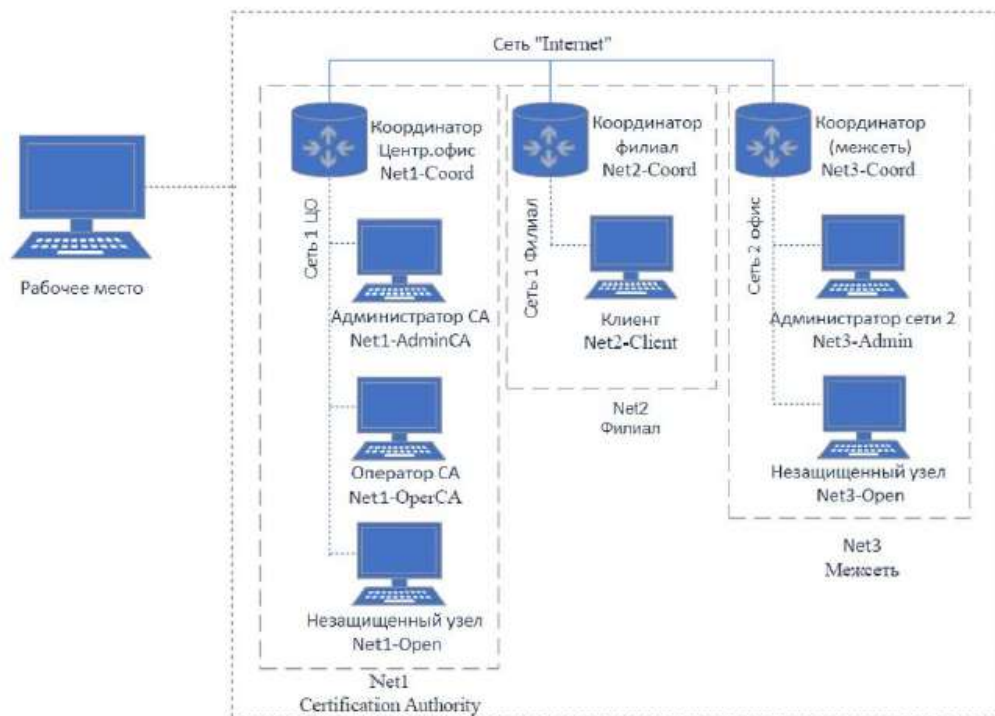 Сеть "Internet"
Координатор
Центр.офис
Net1-Coord
Координатор
филиал
Net2-Coord
Координатор
(межсеть)
Net3-Coord
Рабочее место
Сеть 1 ЦО
Администратор CA
Net1-AdminCA
Оператор CA
Net1-OperCA
Незащищенный узел
Net1-Open
Net1
Certification Authority
Сеть 1 Филиал
Клиент
Net2-Client
Net2
Филиал
Сеть 2 офис
Администратор сети 2
Net3-Admin
Незащищенный узел
Net3-Open
Net3
Межсеть